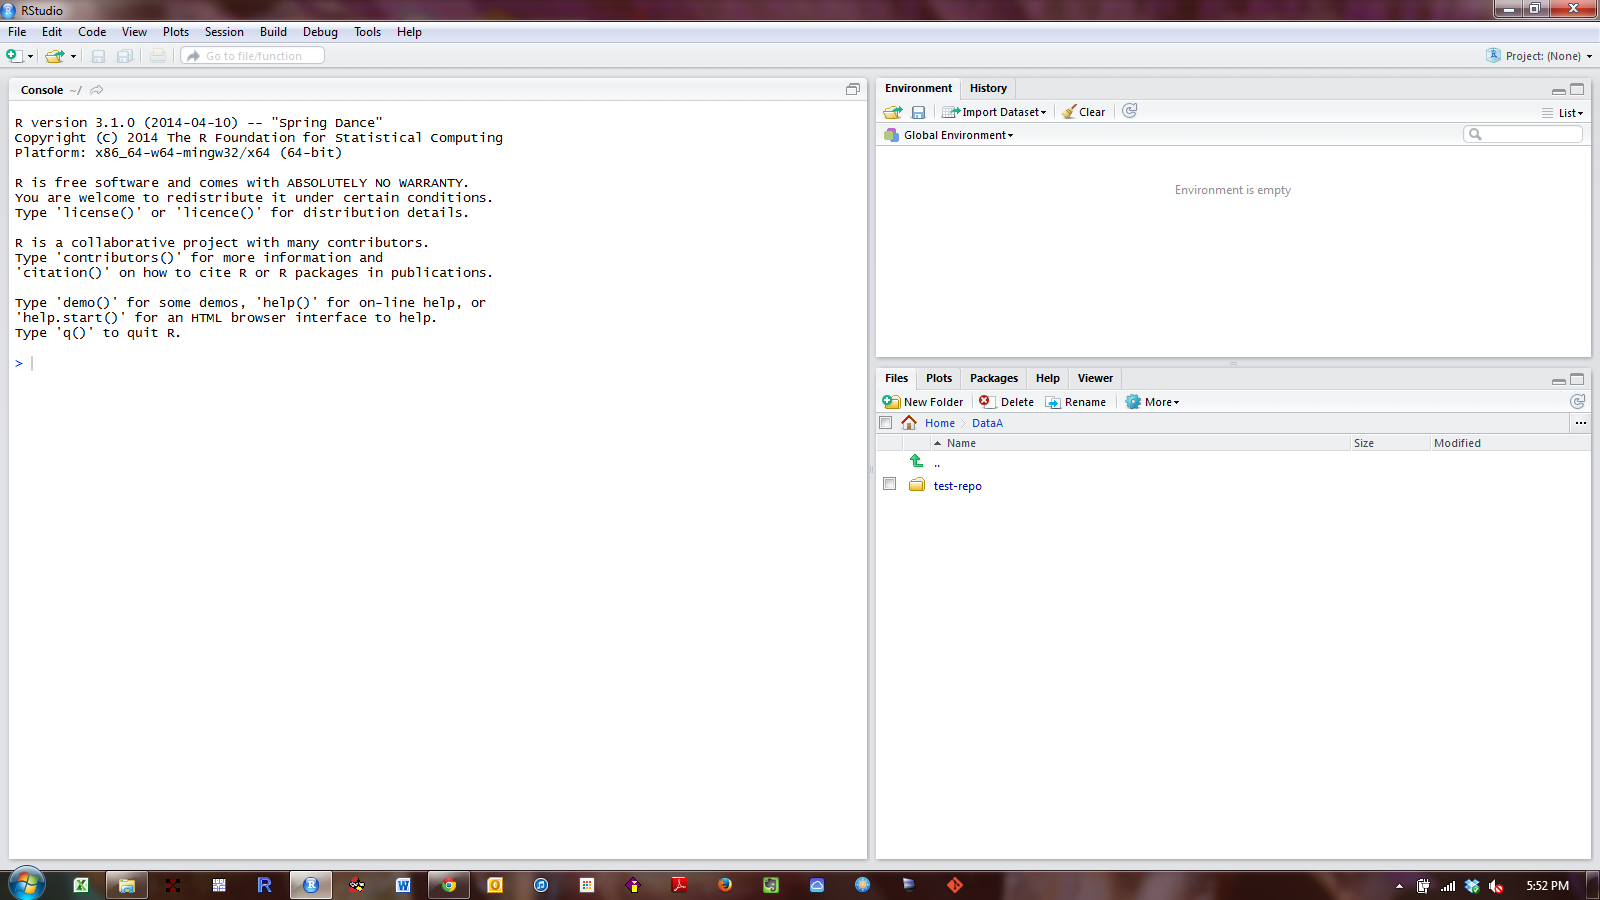 RStudio
File Edit Code View Plots Session Build Debug Tools Help
Go to file/function
Project: (None)
Console ~/
R version 3.1.0 (2014-04-10) -- "Spring Dance"
Copyright (C) 2014 The R Foundation for Statistical Computing
Platform: x86_64-w64-mingw32/x64 (64-bit)
R is free software and comes with ABSOLUTELY NO WARRANTY.
You are welcome to redistribute it under certain conditions.
Type 'license()' or 'licence()' for distribution details.
R is a collaborative project with many contributors.
Type 'contributors()' for more information and
'citation()' on how to cite R or R packages in publications.
Type 'demo()' for some demos, 'help()' for on-line help, or
'help.start()' for an HTML browser interface to help.
Type 'q()' to quit R.
>
Environment History
Import Dataset Clear List
Global Environment
Environment is empty
Files Plots Packages Help Viewer
New Folder Delete Rename More
Home DataA ...
Name Size Modified
..
test-repo
5:52 PM